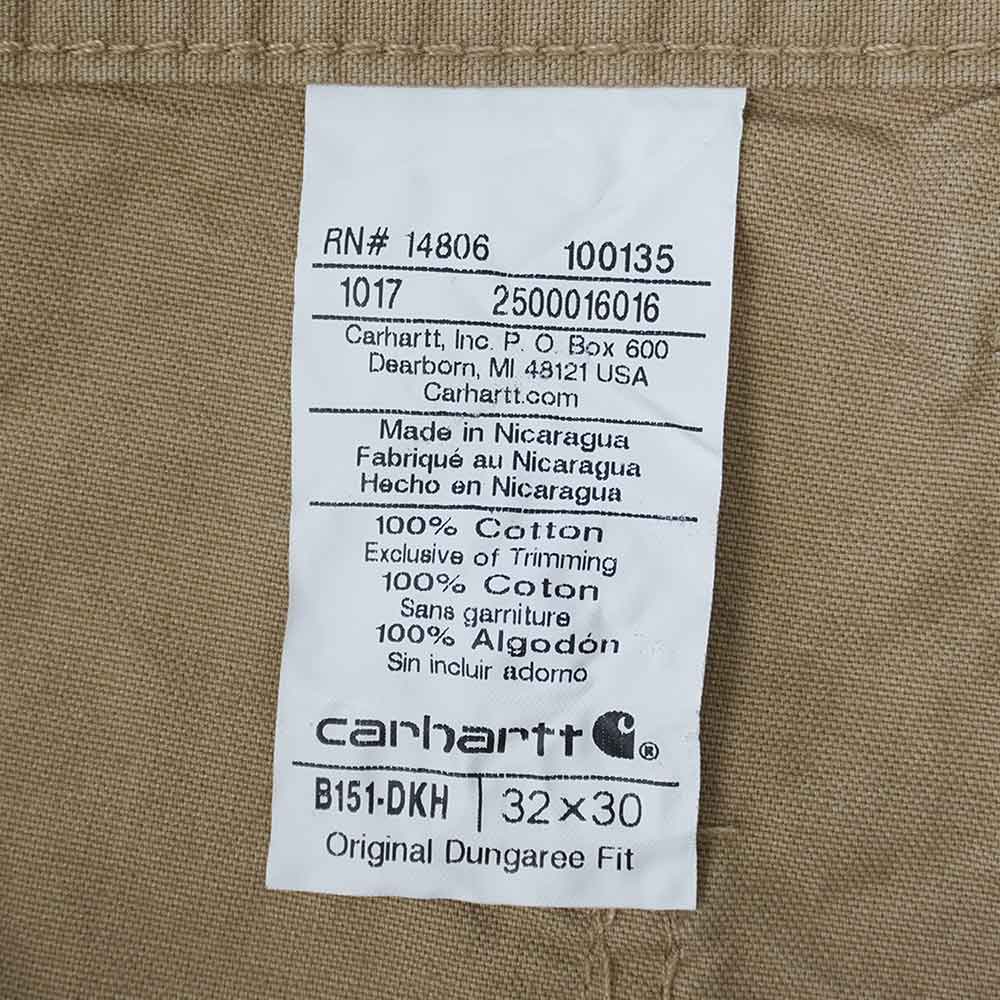 RN# 14806 100135
1017 2500016016
Carhartt, Inc. P. O. Box 600
Dearborn, MI 48121 USA
Carhartt.com
Made in Nicaragua
Fabriqué au Nicaragua
Hecho en Nicaragua
100% Cotton
Exclusive of Trimming
100% Coton
Sans garniture
100% Algodón
Sin incluir adorno
carhartt ®
B151-DKH | 32x30
Original Dungaree Fit